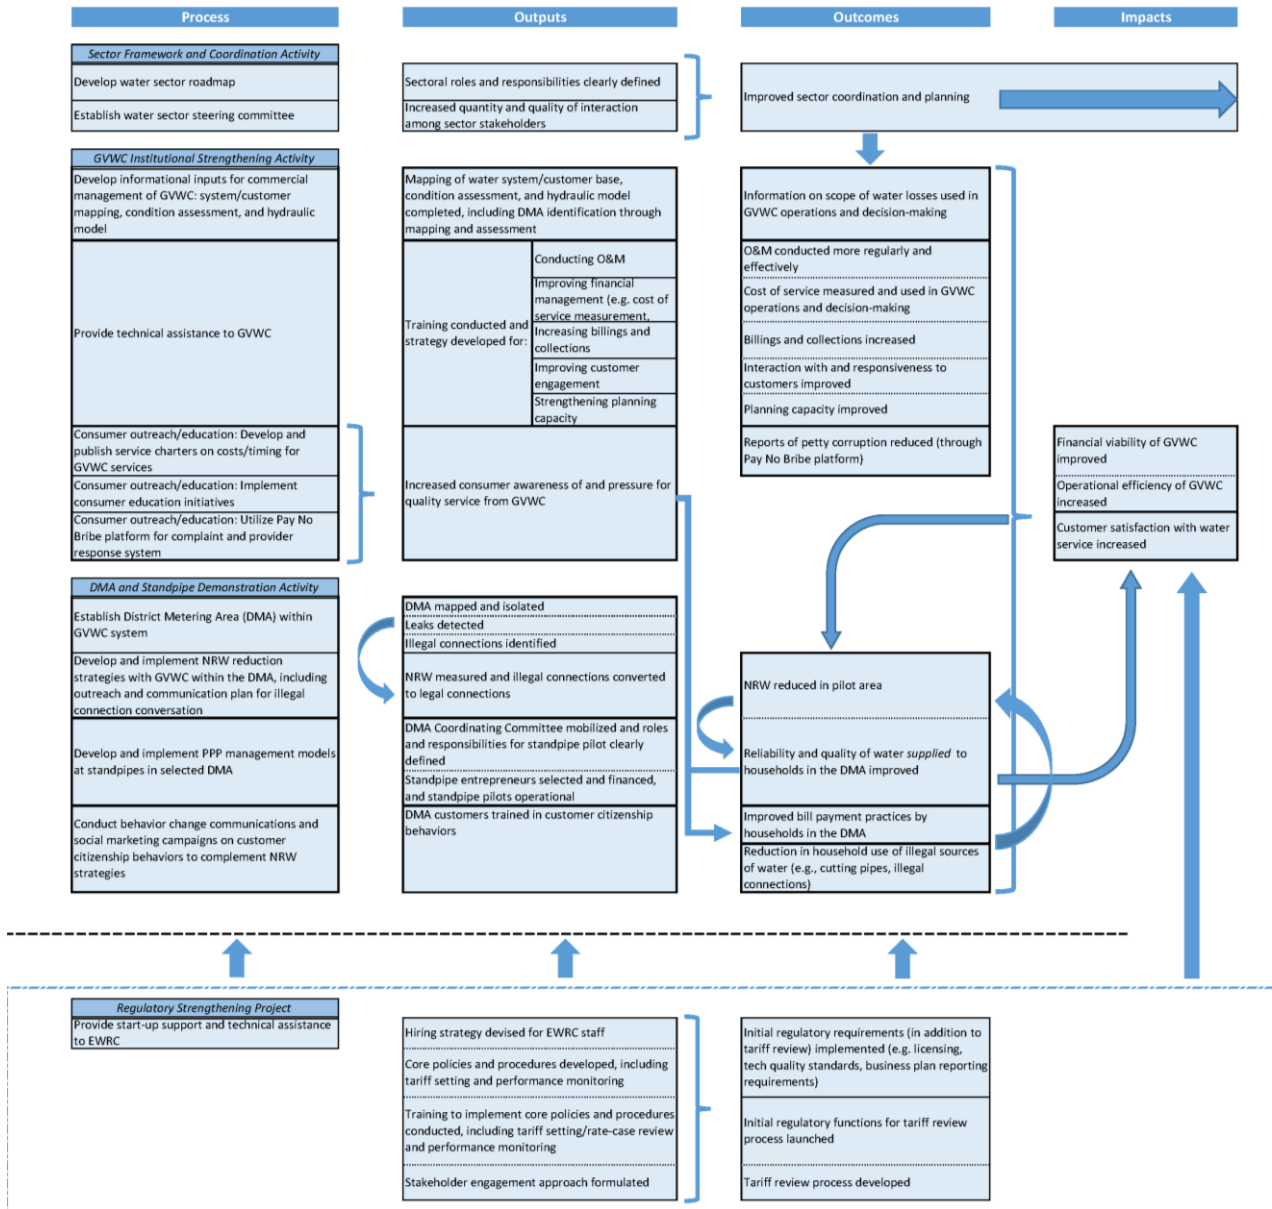 Process
Outputs
Outcomes
Impacts
Sector Framework and Coordination Activity
Develop water sector roadmap
Establish water sector steering committee
Sectoral roles and responsibilities clearly defined
Increased quantity and quality of interaction
among sector stakeholders
Improved sector coordination and planning
GVWC Institutional Strengthening Activity
Develop informational inputs for commercial
management of GVWC: system/customer
mapping, condition assessment, and hydraulic
model
Mapping of water system/customer base,
condition assessment, and hydraulic model
completed, including DMA identification through
mapping and assessment
Information on scope of water losses used in
GVWC operations and decision-making
Provide technical assistance to GVWC
Training conducted and
strategy developed for:
Conducting O&M
Improving financial
management (e.g. cost of
service measurement,
Increasing billings and
collections
Improving customer
engagement
Strengthening planning
capacity
O&M conducted more regularly and
effectively
Cost of service measured and used in GVWC
operations and decision-making
Billings and collections increased
Interaction with and responsiveness to
customers improved
Planning capacity improved
Consumer outreach/education: Develop and
publish service charters on costs/timing for
GVWC services
Consumer outreach/education: Implement
consumer education initiatives
Consumer outreach/education: Utilize Pay No
Bribe platform for complaint and provider
response system
Increased consumer awareness of and pressure for
quality service from GVWC
Reports of petty corruption reduced (through
Pay No Bribe platform)
Financial viability of GVWC
improved
Operational efficiency of GVWC
increased
Customer satisfaction with water
service increased
DMA and Standpipe Demonstration Activity
Establish District Metering Area (DMA) within
GVWC system
Develop and implement NRW reduction
strategies with GVWC within the DMA, including
outreach and communication plan for illegal
connection conversation
Develop and implement PPP management models
at standpipes in selected DMA
Conduct behavior change communications and
social marketing campaigns on customer
citizenship behaviors to complement NRW
strategies
DMA mapped and isolated
Leaks detected
Illegal connections identified
NRW measured and illegal connections converted
to legal connections
DMA Coordinating Committee mobilized and roles
and responsibilities for standpipe pilot clearly
defined
Standpipe entrepreneurs selected and financed,
and standpipe pilots operational
DMA customers trained in customer citizenship
behaviors
NRW reduced in pilot area
Reliability and quality of water supplied to
households in the DMA improved
Improved bill payment practices by
households in the DMA
Reduction in household use of illegal sources
of water (e.g., cutting pipes, illegal
connections)
Regulatory Strengthening Project
Provide start-up support and technical assistance
to EWRC
Hiring strategy devised for EWRC staff
Core policies and procedures developed, including
tariff setting and performance monitoring
Training to implement core policies and procedures
conducted, including tariff setting/rate-case review
and performance monitoring
Stakeholder engagement approach formulated
Initial regulatory requirements (in addition to
tariff review) implemented (e.g. licensing,
tech quality standards, business plan reporting
requirements)
Initial regulatory functions for tariff review
process launched
Tariff review process developed